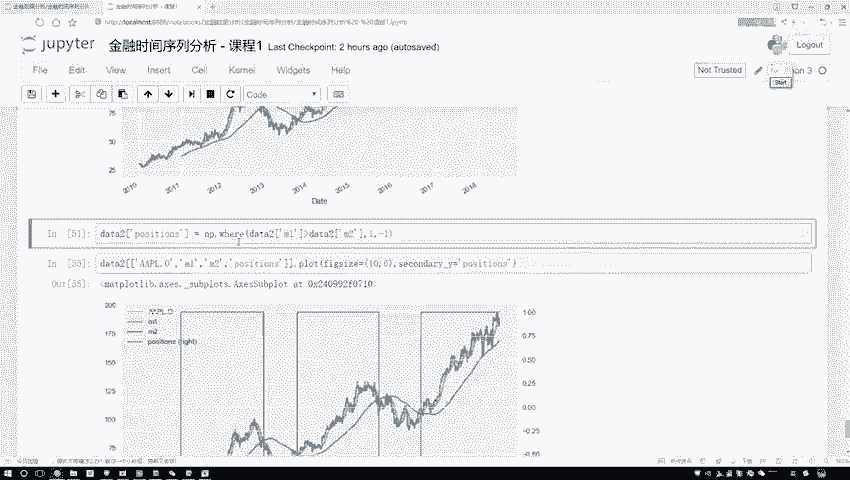 jupyter 金融时间序列分析 - 课程1 Last Checkpoint: 2 hours ago (autosaved)
Logout
File Edit View Insert Cell Kernel Widgets Help
Not Trusted
Start
Code
75
50
25
2010 2011 2012 2013 2014 2015 2016 2017 2018
Date
In [51]: data2['positions'] = np.where(data2['m1']>data2['m2'],1,-1)
In [55]: data2[['AAPL.O','m1','m2','positions']].plot(figsize=(10,6),secondary_y='positions')
Out[55]: <matplotlib.axes._subplots.AxesSubplot at 0x240992f0710>
200
175
150
125
100
75
AAPL.O
m1
m2
positions (right)
1.00
0.75
0.50
0.25
0.00
-0.25
-0.50